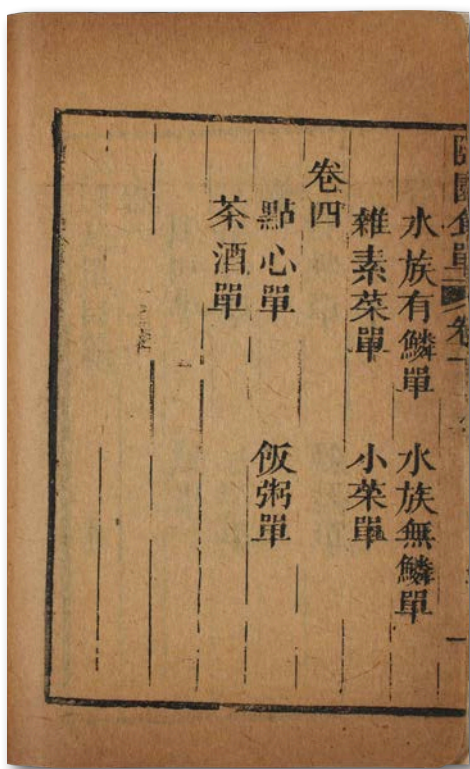 水族有鱗單　水族無鱗單
雜素菜單　小菜單
卷四
點心單　飯粥單
茶酒單